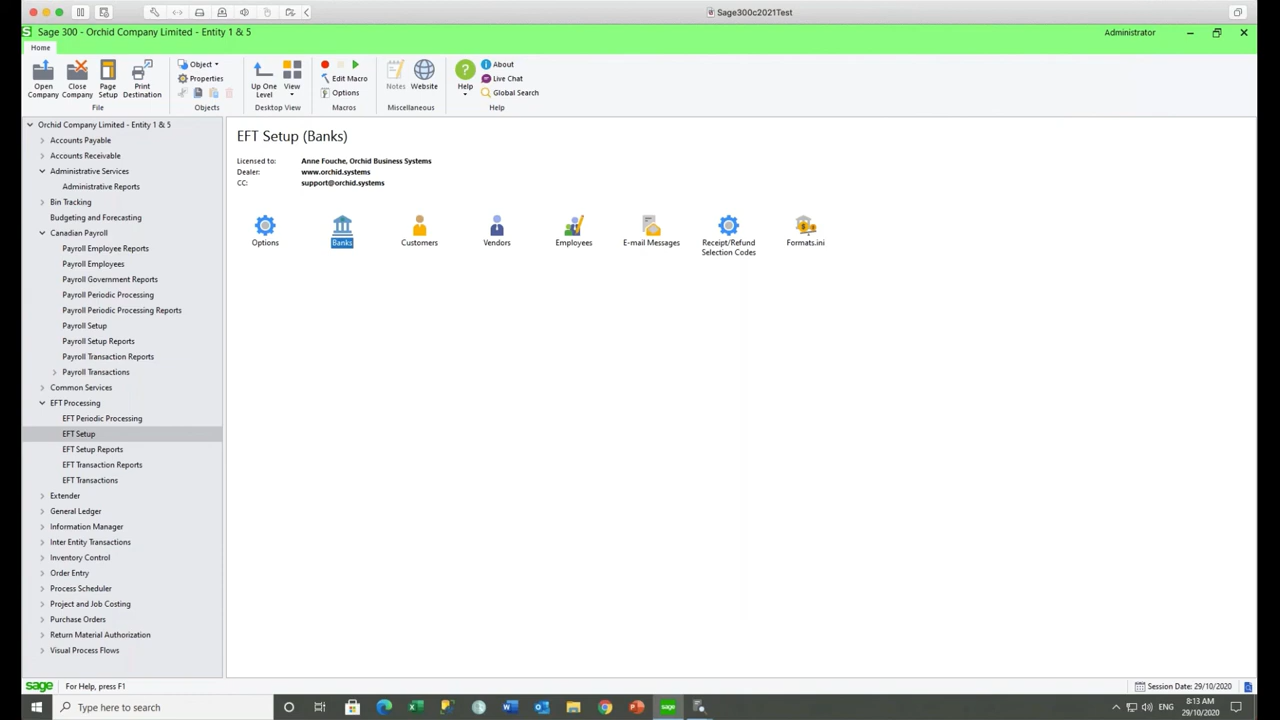 Sage300c2021Test
Sage 300 - Orchid Company Limited - Entity 1 & 5
Administrator
Home
Open Company
Close Company
Page Setup
Print Destination
File
Object
Properties
Objects
Up One Level
View
Desktop View
Edit Macro
Options
Macros
Notes
Website
Miscellaneous
Help
About
Live Chat
Global Search
Help
Orchid Company Limited - Entity 1 & 5
Accounts Payable
Accounts Receivable
Administrative Services
Administrative Reports
Bin Tracking
Budgeting and Forecasting
Canadian Payroll
Payroll Employee Reports
Payroll Employees
Payroll Government Reports
Payroll Periodic Processing
Payroll Periodic Processing Reports
Payroll Setup
Payroll Setup Reports
Payroll Transaction Reports
Payroll Transactions
Common Services
EFT Processing
EFT Periodic Processing
EFT Setup
EFT Setup Reports
EFT Transaction Reports
EFT Transactions
Extender
General Ledger
Information Manager
Inter Entity Transactions
Inventory Control
Order Entry
Process Scheduler
Project and Job Costing
Purchase Orders
Return Material Authorization
Visual Process Flows
EFT Setup (Banks)
Licensed to: Anne Fouche, Orchid Business Systems
Dealer: www.orchid.systems
CC: support@orchid.systems
Options
Banks
Customers
Vendors
Employees
E-mail Messages
Receipt/Refund
Selection Codes
Formats.ini
sage
For Help, press F1
Session Date: 29/10/2020
Type here to search
sage
ENG
8:13 AM
29/10/2020